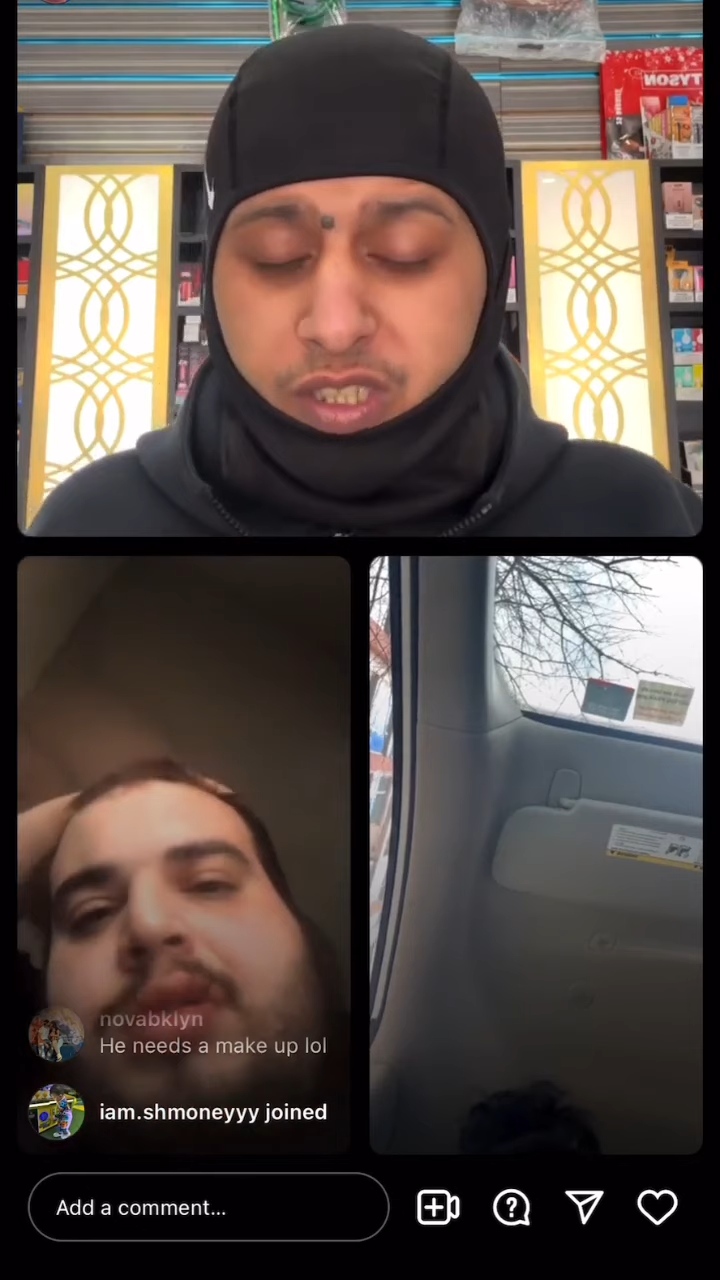 TYSON
novabklyn
He needs a make up lol
iam.shmoneyyy joined
Add a comment...